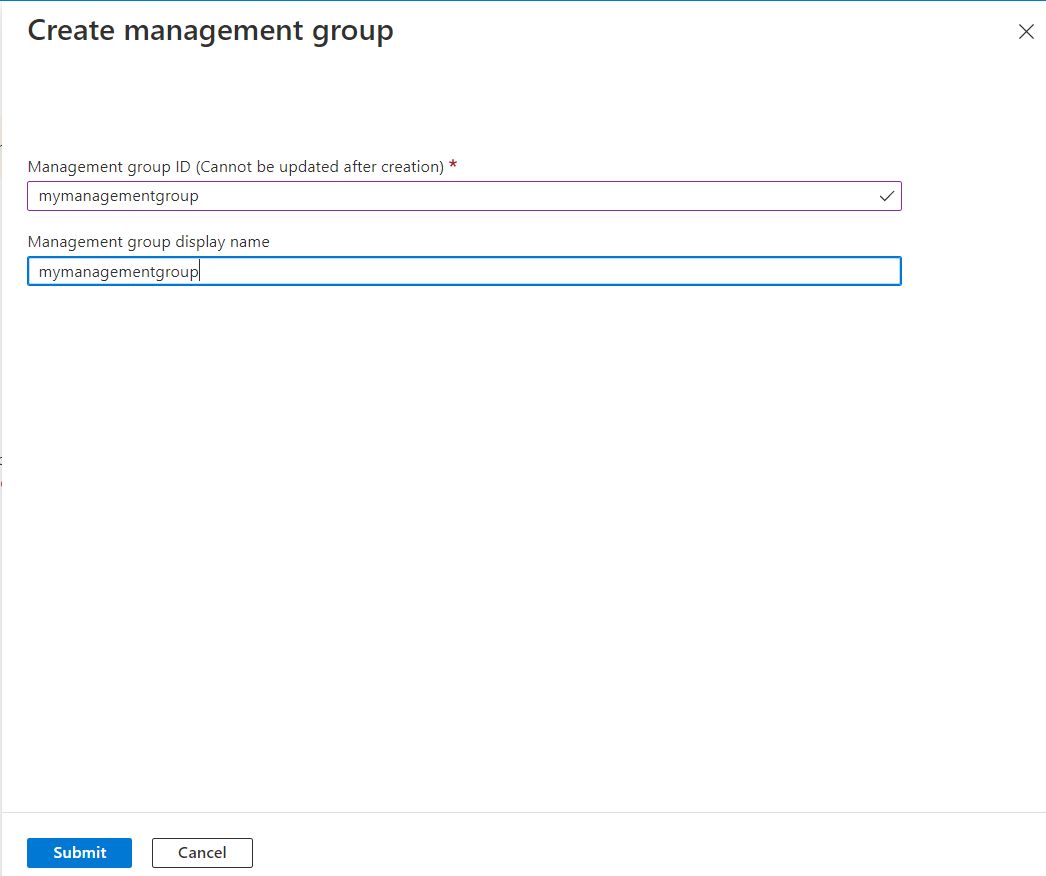 Create management group
Management group ID (Cannot be updated after creation) *
mymanagementgroup
Management group display name
mymanagementgroup
Submit
Cancel